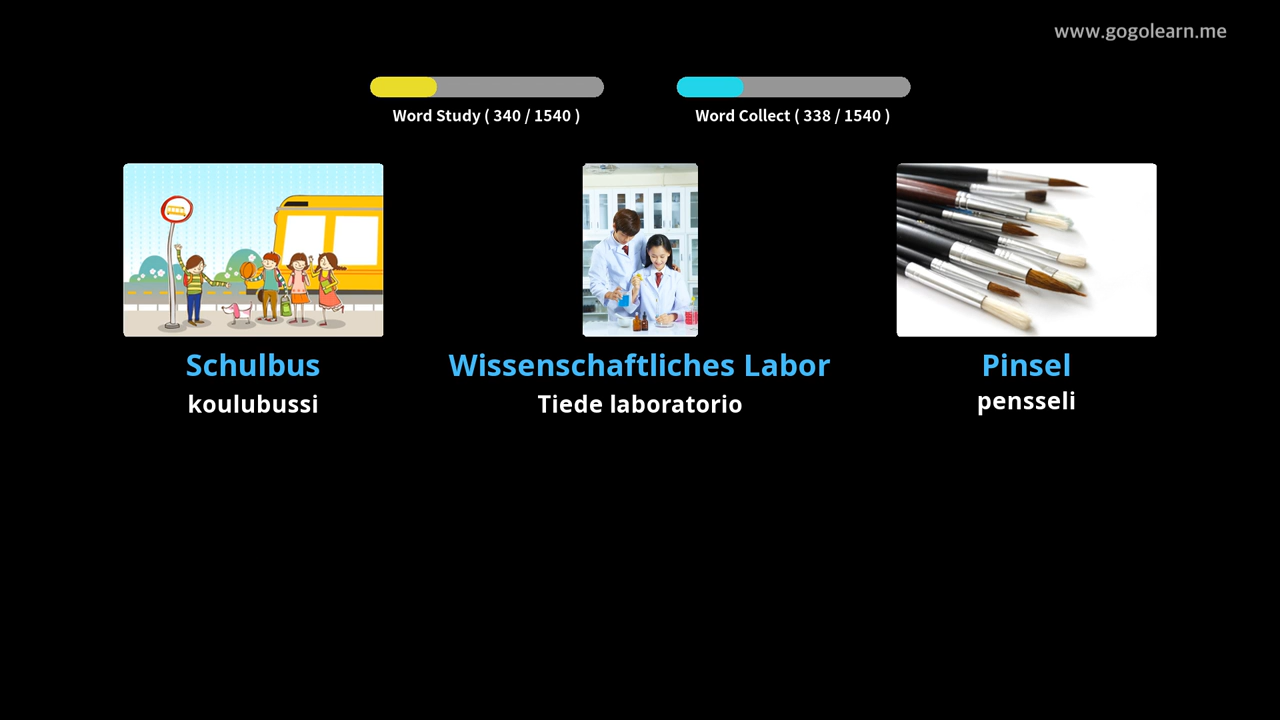 www.gogolearn.me
Word Study ( 340 / 1540 )
Word Collect ( 338 / 1540 )
Schulbus
koulubussi
Wissenschaftliches Labor
Tiede laboratorio
Pinsel
pensseli